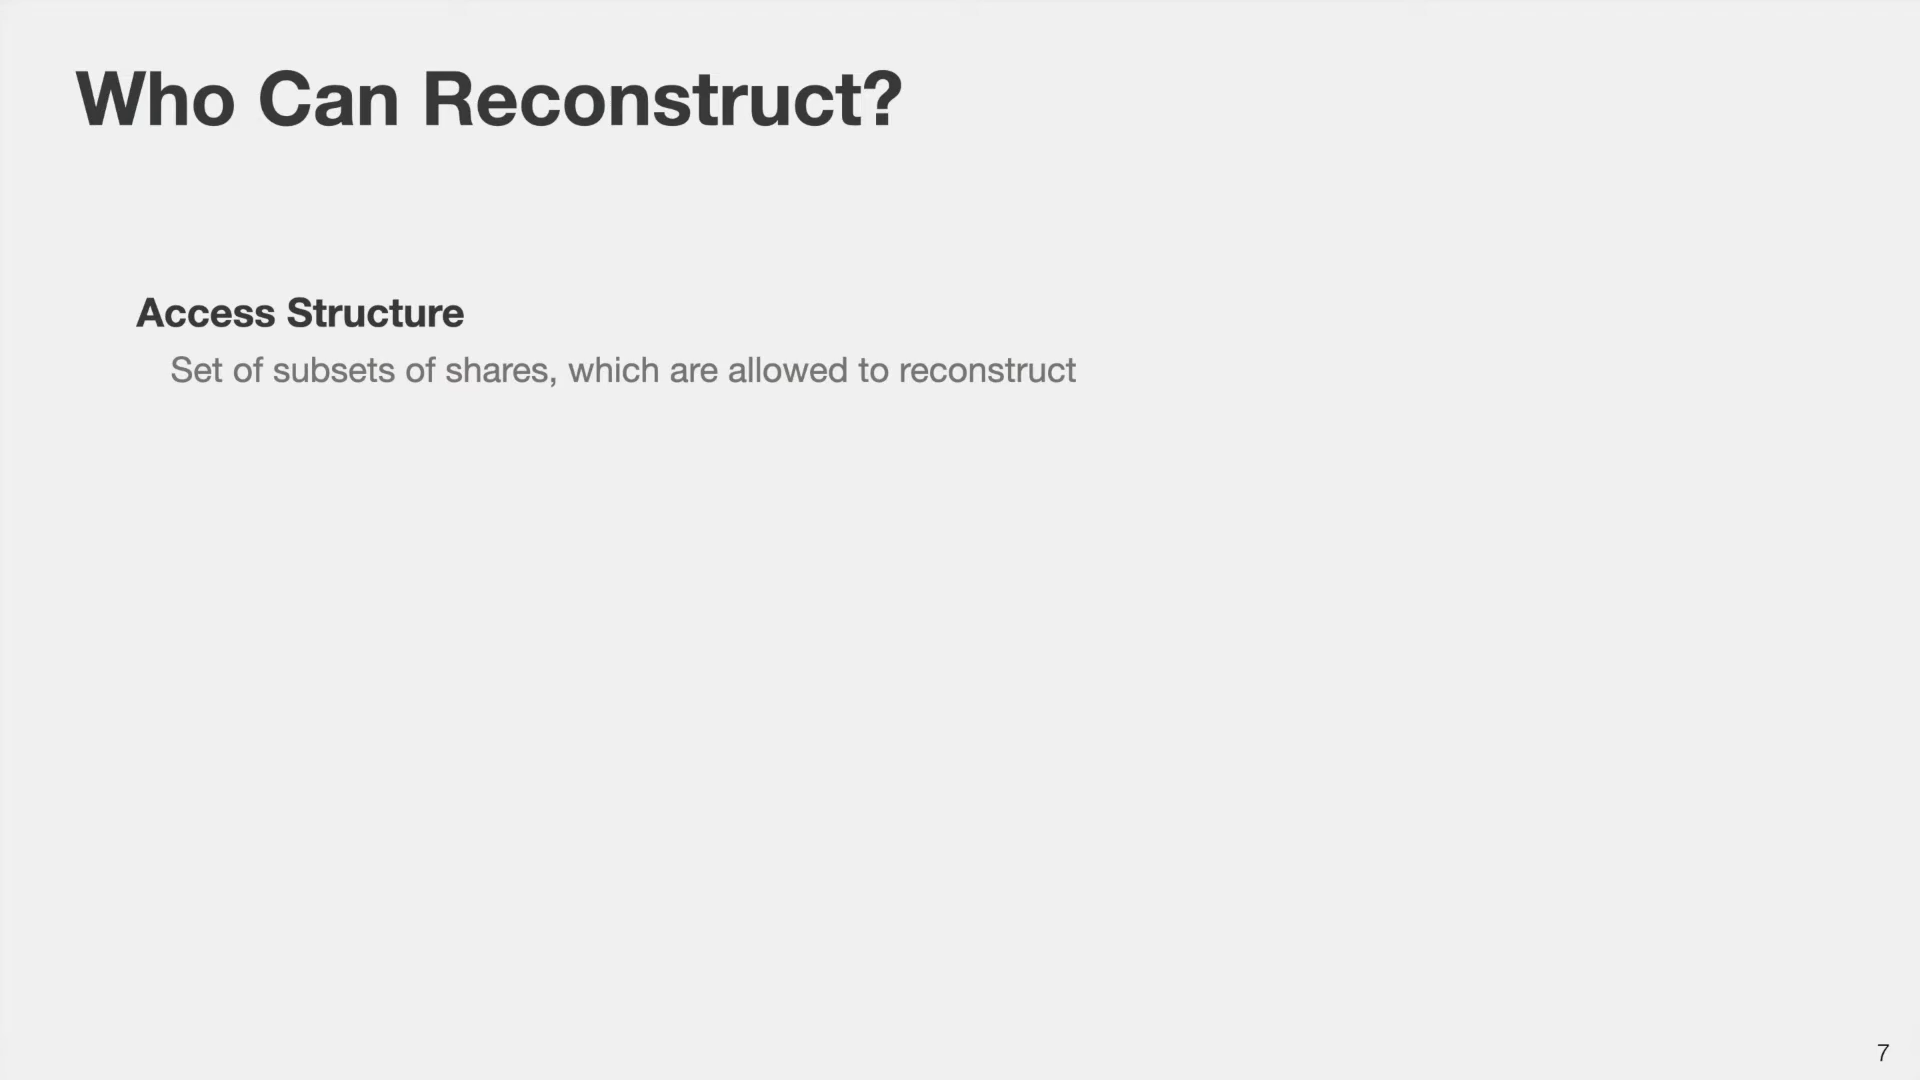 Who Can Reconstruct?
Access Structure
Set of subsets of shares, which are allowed to reconstruct
7